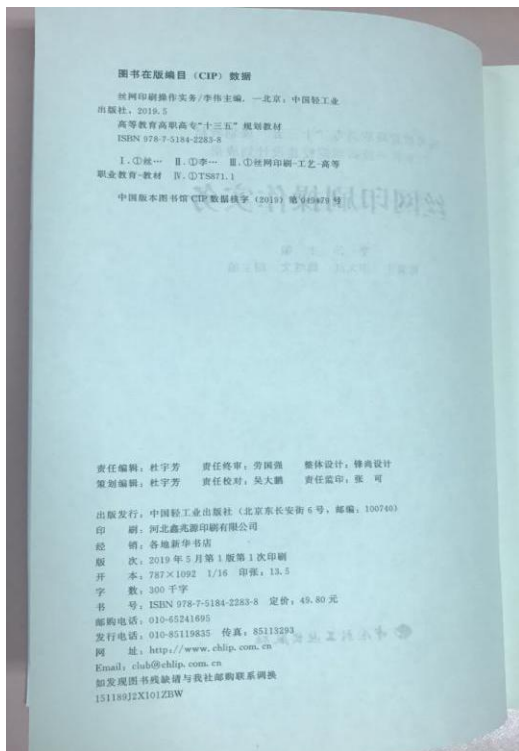 图书在版编目(CIP)数据
丝网印刷操作实务/李伟主编. —北京:中国轻工业
出版社,2019.5
高等教育高职高专“十三五”规划教材
ISBN 978-7-5184-2283-8
Ⅰ.①丝… Ⅱ.①李… Ⅲ.①丝网印刷-工艺-高等
职业教育-教材 Ⅳ.①TS871.1
中国版本图书馆CIP数据核字(2019)第049479号
责任编辑:杜宇芳 责任终审:劳国强 整体设计:锋尚设计
策划编辑:杜宇芳 责任校对:吴大鹏 责任监印:张 可
出版发行:中国轻工业出版社(北京东长安街6号,邮编:100740)
印 刷:河北鑫兆源印刷有限公司
经 销:各地新华书店
版 次:2019年5月第1版第1次印刷
开 本:787×1092 1/16 印张:13.5
字 数:300千字
书 号:ISBN 978-7-5184-2283-8 定价:49.80元
邮购电话:010-65241695
发行电话:010-85119835 传真:85113293
网 址:http://www.chlip.com.cn
Email:club@chlip.com.cn
如发现图书残缺请与我社邮购联系调换
151189J2X101ZBW